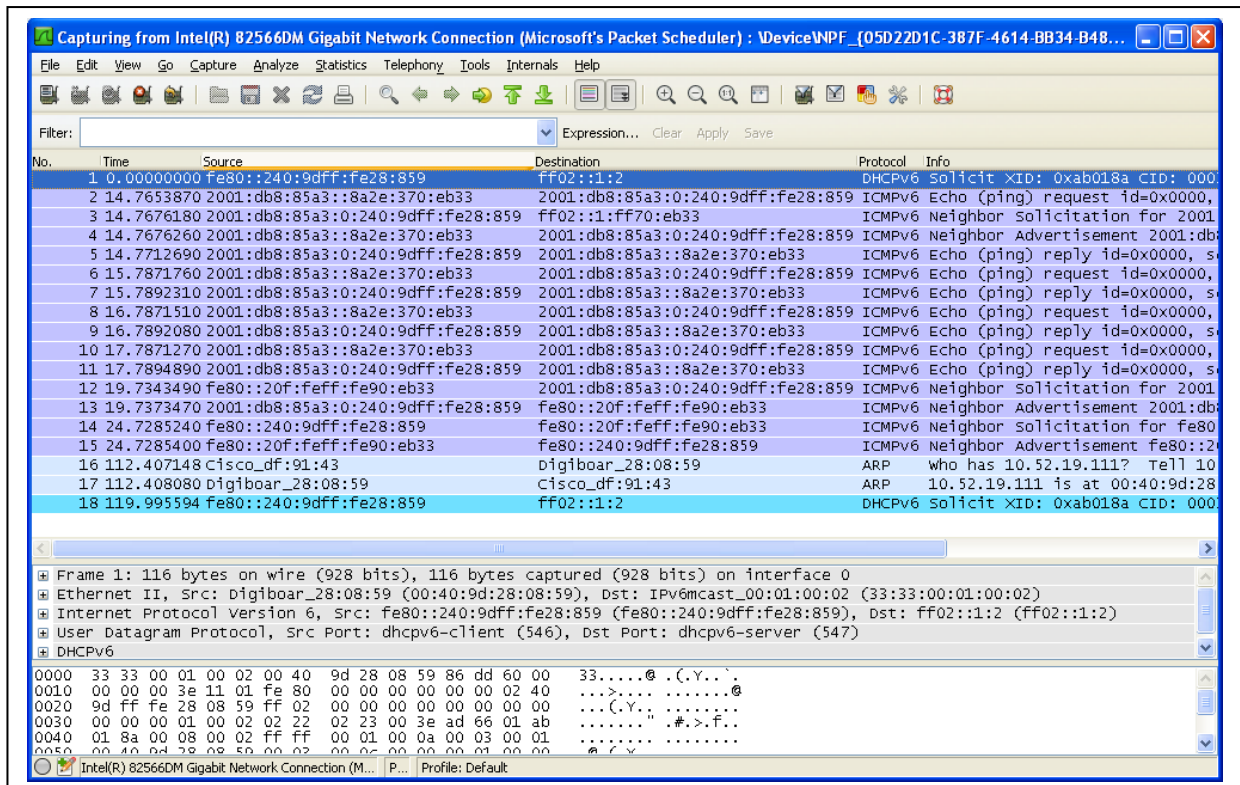 Capturing from Intel(R) 82566DM Gigabit Network Connection (Microsoft's Packet Scheduler) : \Device\NPF_{05D22D1C-387F-4614-BB34-B48...
File Edit View Go Capture Analyze Statistics Telephony Tools Internals Help
Filter: Expression... Clear Apply Save
No. Time Source Destination Protocol Info
1 0.00000000 fe80::240:9dff:fe28:859 ff02::1:2 DHCPv6 Solicit XID: 0xab018a CID: 000
2 14.7653870 2001:db8:85a3::8a2e:370:eb33 2001:db8:85a3:0:240:9dff:fe28:859 ICMPv6 Echo (ping) request id=0x0000,
3 14.7676180 2001:db8:85a3:0:240:9dff:fe28:859 ff02::1:ff70:eb33 ICMPv6 Neighbor Solicitation for 2001
4 14.7676260 2001:db8:85a3::8a2e:370:eb33 2001:db8:85a3:0:240:9dff:fe28:859 ICMPv6 Neighbor Advertisement 2001:db
5 14.7712690 2001:db8:85a3:0:240:9dff:fe28:859 2001:db8:85a3::8a2e:370:eb33 ICMPv6 Echo (ping) reply id=0x0000, s
6 15.7871760 2001:db8:85a3::8a2e:370:eb33 2001:db8:85a3:0:240:9dff:fe28:859 ICMPv6 Echo (ping) request id=0x0000,
7 15.7892310 2001:db8:85a3:0:240:9dff:fe28:859 2001:db8:85a3::8a2e:370:eb33 ICMPv6 Echo (ping) reply id=0x0000, s
8 16.7871510 2001:db8:85a3::8a2e:370:eb33 2001:db8:85a3:0:240:9dff:fe28:859 ICMPv6 Echo (ping) request id=0x0000,
9 16.7892080 2001:db8:85a3:0:240:9dff:fe28:859 2001:db8:85a3::8a2e:370:eb33 ICMPv6 Echo (ping) reply id=0x0000, s
10 17.7871270 2001:db8:85a3::8a2e:370:eb33 2001:db8:85a3:0:240:9dff:fe28:859 ICMPv6 Echo (ping) request id=0x0000,
11 17.7894890 2001:db8:85a3:0:240:9dff:fe28:859 2001:db8:85a3::8a2e:370:eb33 ICMPv6 Echo (ping) reply id=0x0000, s
12 19.7343490 fe80::20f:feff:fe90:eb33 2001:db8:85a3:0:240:9dff:fe28:859 ICMPv6 Neighbor Solicitation for 2001
13 19.7373470 2001:db8:85a3:0:240:9dff:fe28:859 fe80::20f:feff:fe90:eb33 ICMPv6 Neighbor Advertisement 2001:db
14 24.7285240 fe80::240:9dff:fe28:859 fe80::20f:feff:fe90:eb33 ICMPv6 Neighbor Solicitation for fe80
15 24.7285400 fe80::20f:feff:fe90:eb33 fe80::240:9dff:fe28:859 ICMPv6 Neighbor Advertisement fe80::2
16 112.407148 Cisco_df:91:43 Digiboar_28:08:59 ARP Who has 10.52.19.111? Tell 10
17 112.408080 Digiboar_28:08:59 Cisco_df:91:43 ARP 10.52.19.111 is at 00:40:9d:28
18 119.995594 fe80::240:9dff:fe28:859 ff02::1:2 DHCPv6 Solicit XID: 0xab018a CID: 000
Frame 1: 116 bytes on wire (928 bits), 116 bytes captured (928 bits) on interface 0
Ethernet II, Src: Digiboar_28:08:59 (00:40:9d:28:08:59), Dst: IPv6mcast_00:01:00:02 (33:33:00:01:00:02)
Internet Protocol Version 6, Src: fe80::240:9dff:fe28:859 (fe80::240:9dff:fe28:859), Dst: ff02::1:2 (ff02::1:2)
User Datagram Protocol, Src Port: dhcpv6-client (546), Dst Port: dhcpv6-server (547)
DHCPv6
0000 33 33 00 01 00 02 00 40 9d 28 08 59 86 dd 60 00 33.....@ .(.Y..`.
0010 00 00 00 3e 11 01 fe 80 00 00 00 00 00 00 02 40 ...>.... .......@
0020 9d ff fe 28 08 59 ff 02 00 00 00 00 00 00 00 00 ...(.Y.. ........
0030 00 00 00 01 00 02 02 22 02 23 00 3e ad 66 01 ab ......." .#.>.f..
0040 01 8a 00 08 00 02 ff ff 00 01 00 0a 00 03 00 01 ........ ........
0050 00 40 9d 28 08 59 00 03 00 0c 00 00 00 01 00 00 .@.(.Y..
Intel(R) 82566DM Gigabit Network Connection (M... P... Profile: Default